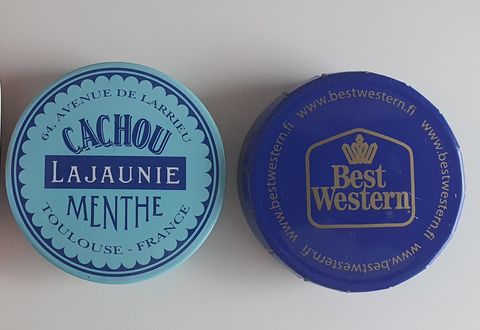 64, AVENUE DE LARRIEU
CACHOU
LAJAUNIE
MENTHE
TOULOUSE - FRANCE
www.bestwestern.fi
www.bestwestern.fi
www.bestwestern.fi
www.bestwestern.fi
Best
Western